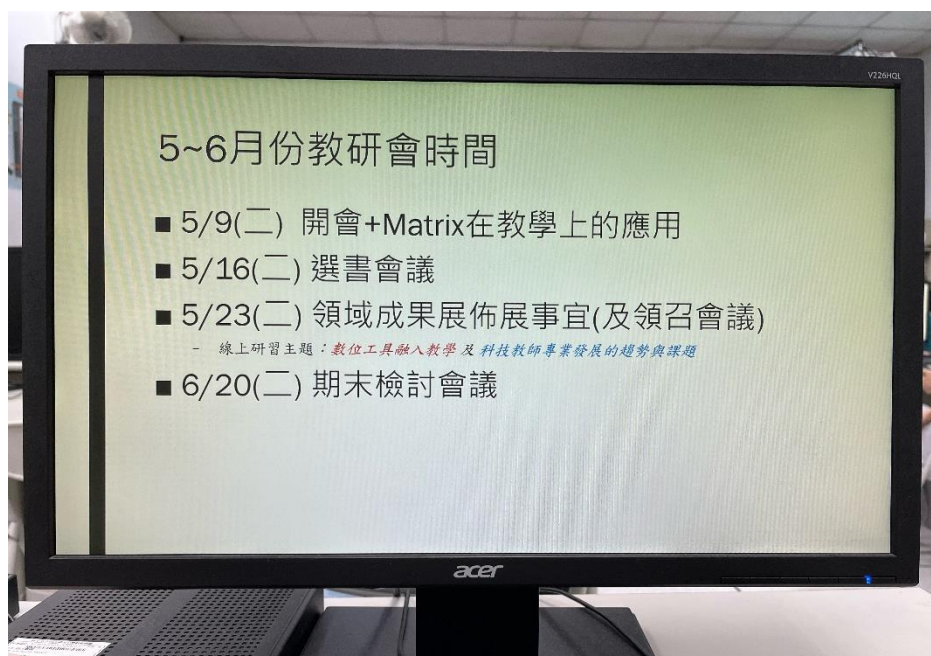 V226HQL
5~6月份教研會時間
■ 5/9(二) 開會+Matrix在教學上的應用
■ 5/16(二) 選書會議
■ 5/23(二) 領域成果展佈展事宜(及領召會議)
- 線上研習主題：數位工具融入教學 及 科技教師專業發展的趨勢與課題
■ 6/20(二) 期末檢討會議
acer